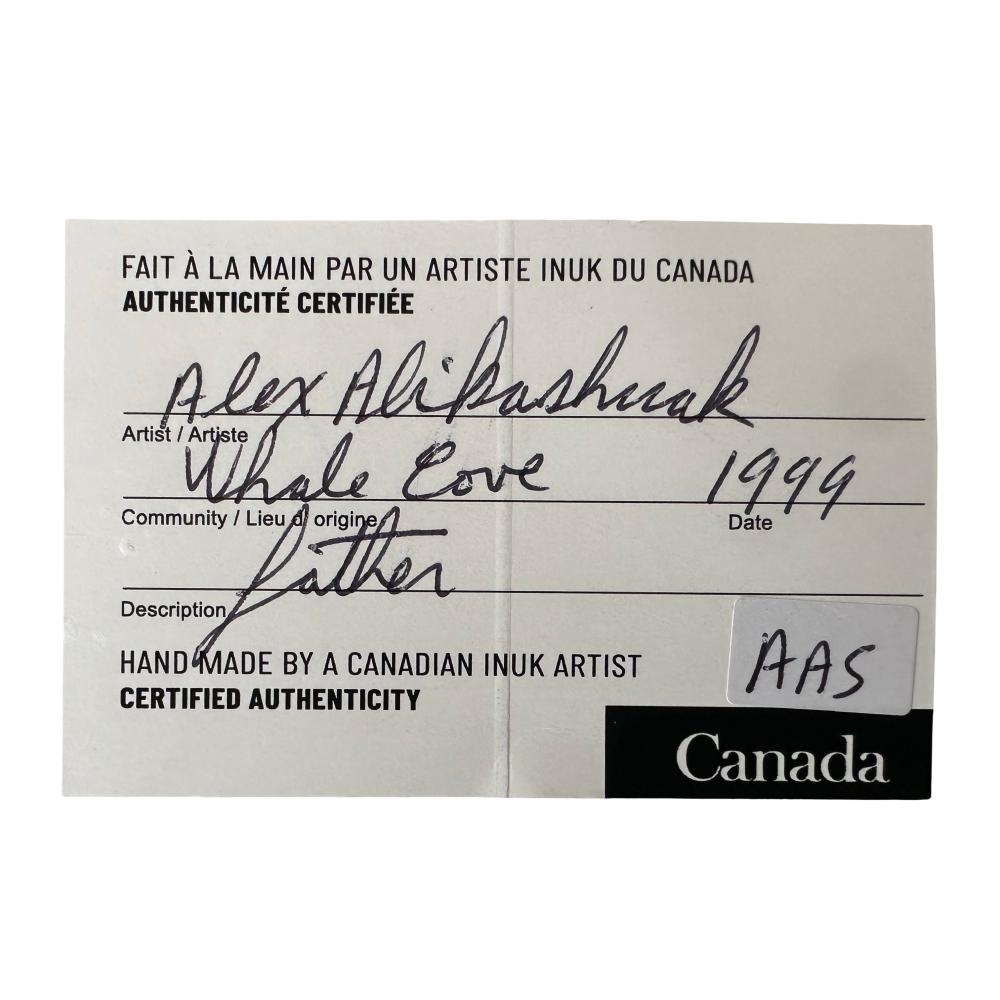 FAIT À LA MAIN PAR UN ARTISTE INUK DU CANADA
AUTHENTICITÉ CERTIFIÉE
Alex Alikashuak
Artist / Artiste
Whale Cove 1999
Community / Lieu d' origine Date
father
Description
HAND MADE BY A CANADIAN INUK ARTIST
CERTIFIED AUTHENTICITY
AAS
Canada